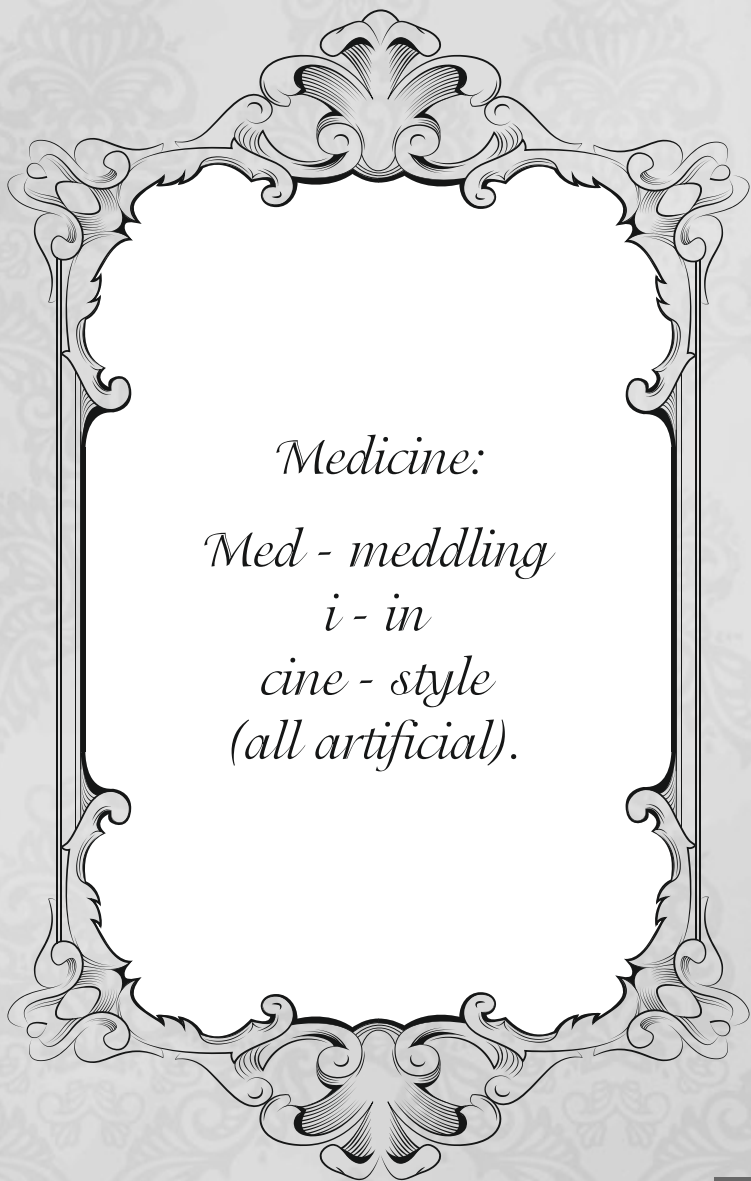 Medicine:
Med - meddling
i - in
cine - style
(all artificial).